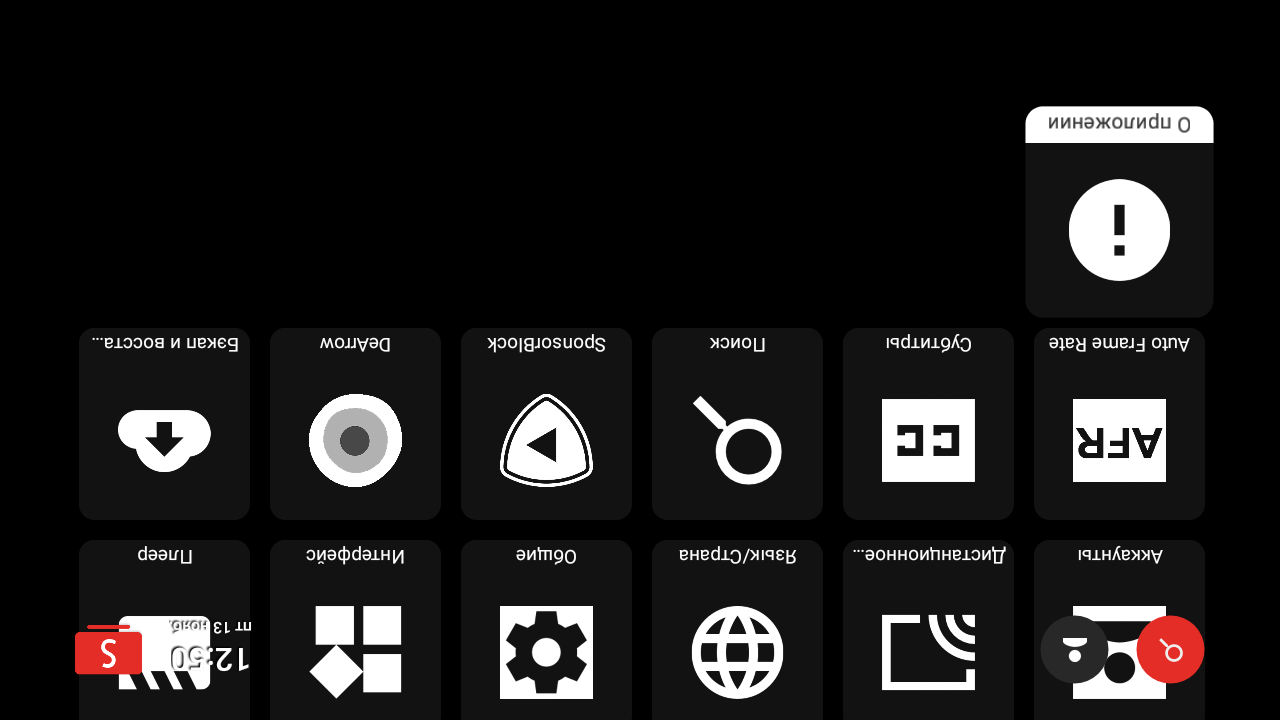 12:50
пт 13 нояб.
Аккаунты
Дистанционное...
Язык/Страна
Общие
Интерфейс
Плеер
AFR
Auto Frame Rate
CC
Субтитры
Поиск
SponsorBlock
DeArrow
Бэкап и восста...
О приложении